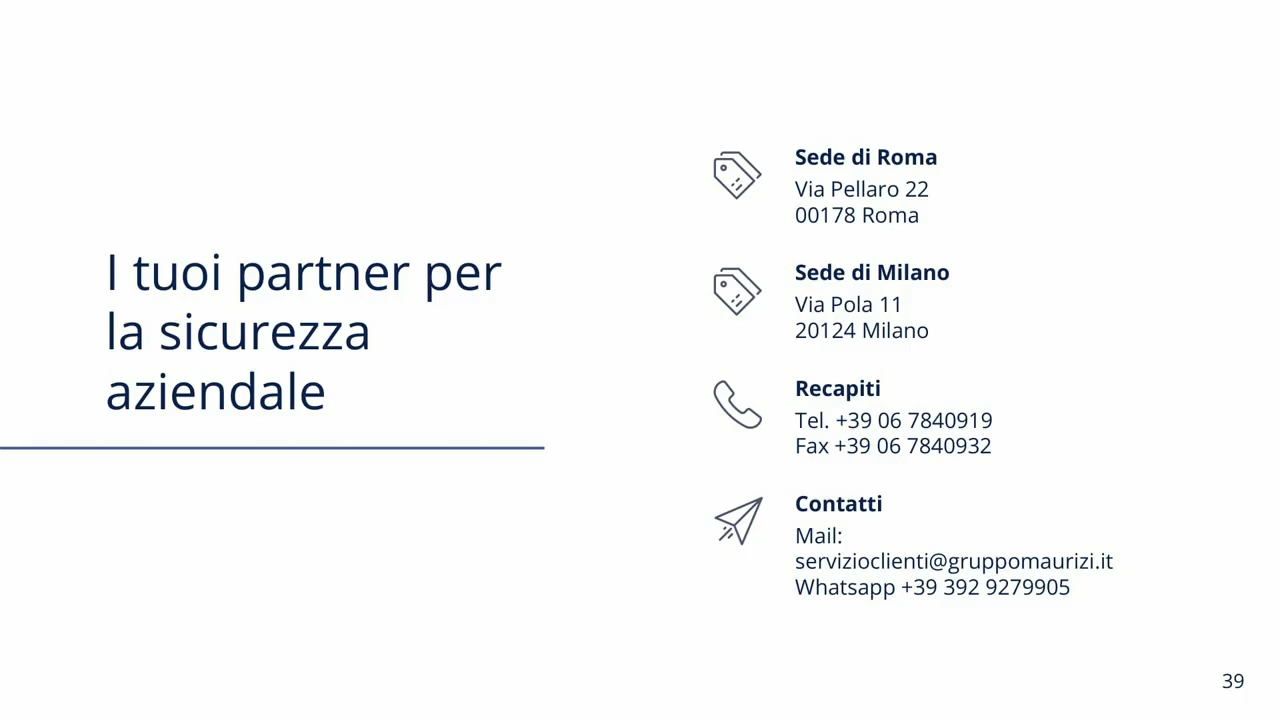 I tuoi partner per
la sicurezza
aziendale
Sede di Roma
Via Pellaro 22
00178 Roma
Sede di Milano
Via Pola 11
20124 Milano
Recapiti
Tel. +39 06 7840919
Fax +39 06 7840932
Contatti
Mail:
servizioclienti@gruppomaurizi.it
Whatsapp +39 392 9279905
39